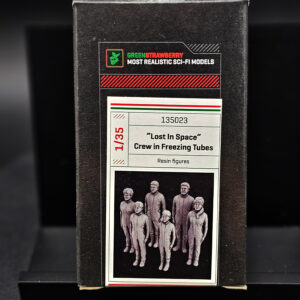 GREENSTRAWBERRY
MOST REALISTIC SCI-FI MODELS
135023
1/35
"Lost In Space"
Crew in Freezing Tubes
Resin figures